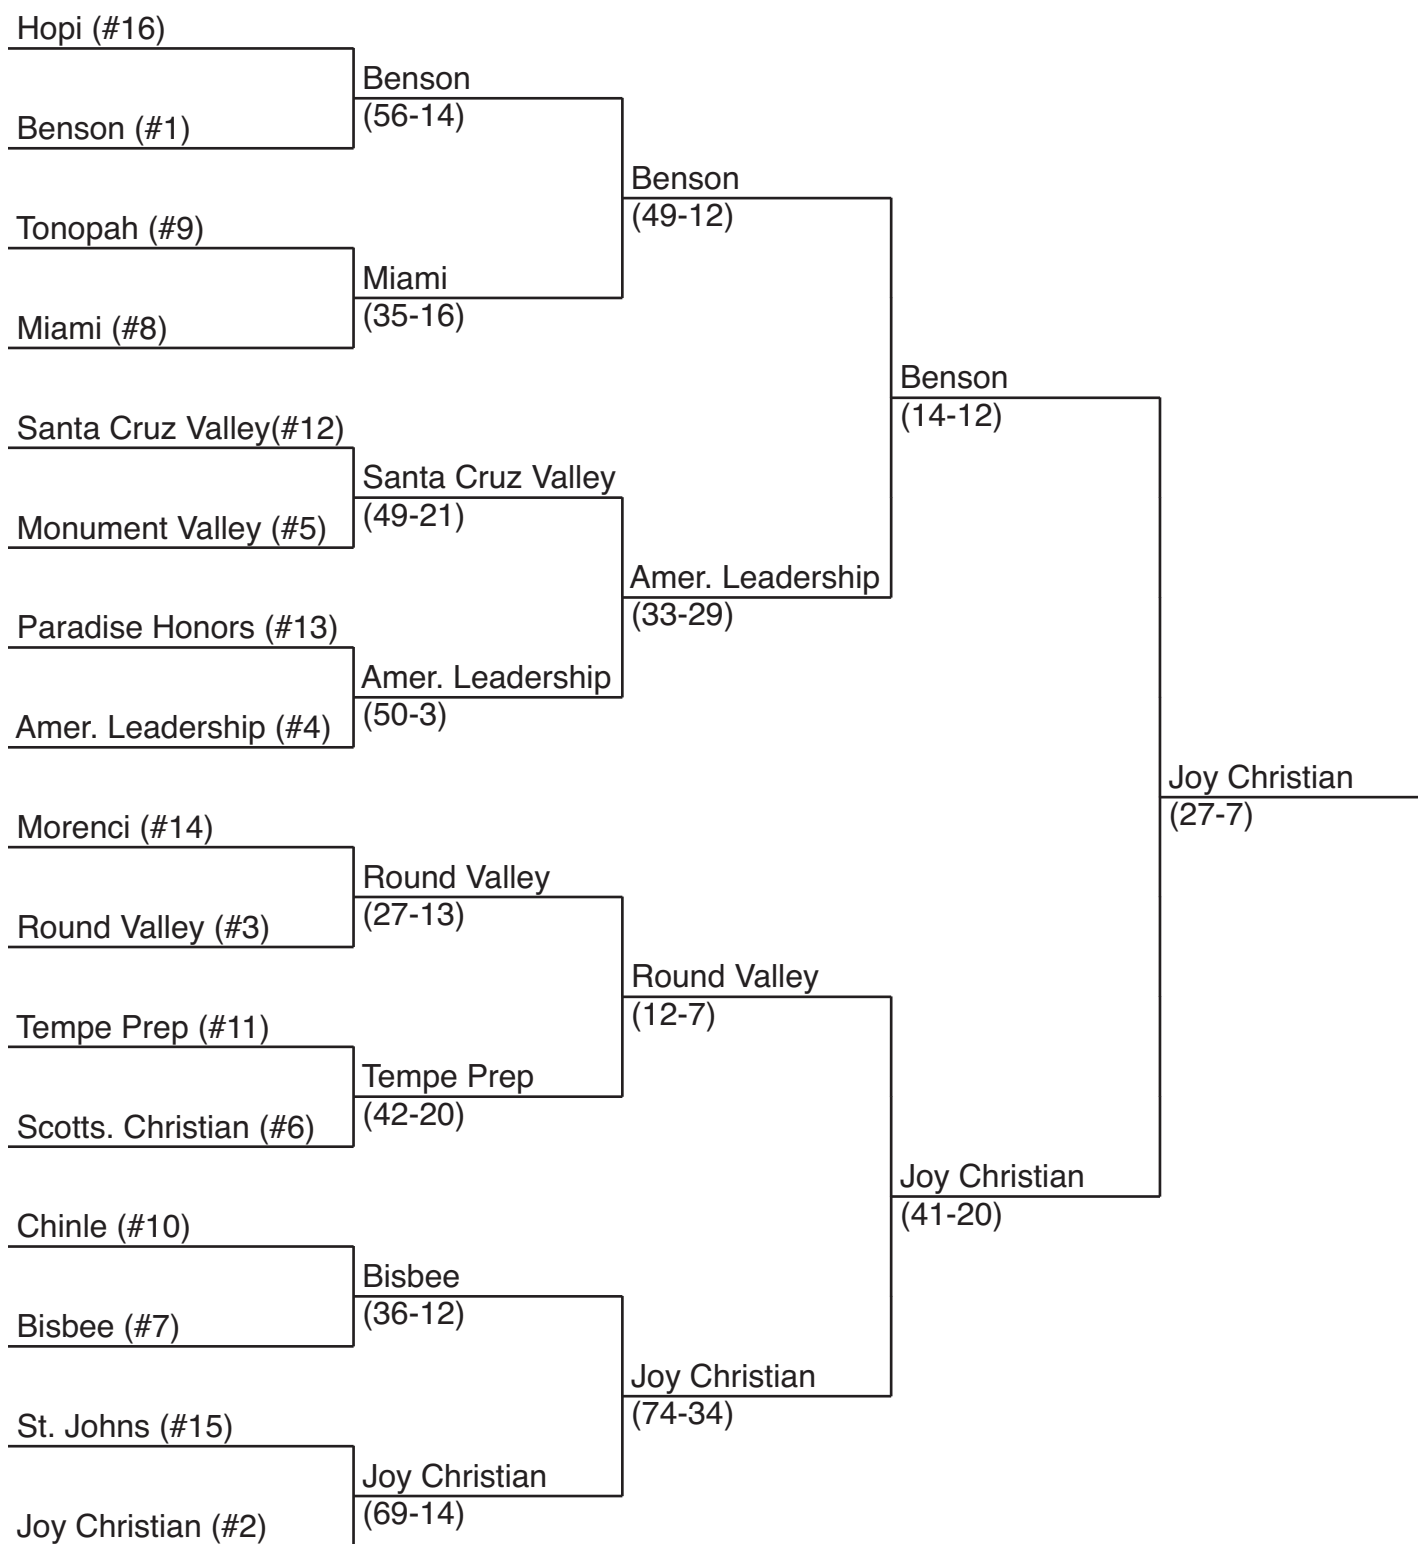 Hopi (#16)
Benson (#1)
Tonopah (#9)
Miami (#8)
Santa Cruz Valley(#12)
Monument Valley (#5)
Paradise Honors (#13)
Amer. Leadership (#4)
Morenci (#14)
Round Valley (#3)
Tempe Prep (#11)
Scotts. Christian (#6)
Chinle (#10)
Bisbee (#7)
St. Johns (#15)
Joy Christian (#2)
Benson
(56-14)
Miami
(35-16)
Santa Cruz Valley
(49-21)
Amer. Leadership
(50-3)
Round Valley
(27-13)
Tempe Prep
(42-20)
Bisbee
(36-12)
Joy Christian
(69-14)
Benson
(49-12)
Amer. Leadership
(33-29)
Round Valley
(12-7)
Joy Christian
(74-34)
Benson
(14-12)
Joy Christian
(41-20)
Joy Christian
(27-7)